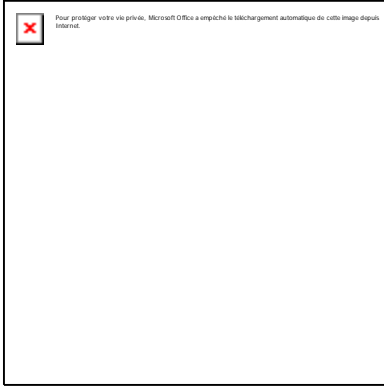 Pour protéger votre vie privée, Microsoft Office a empêché le téléchargement automatique de cette image depuis
Internet.